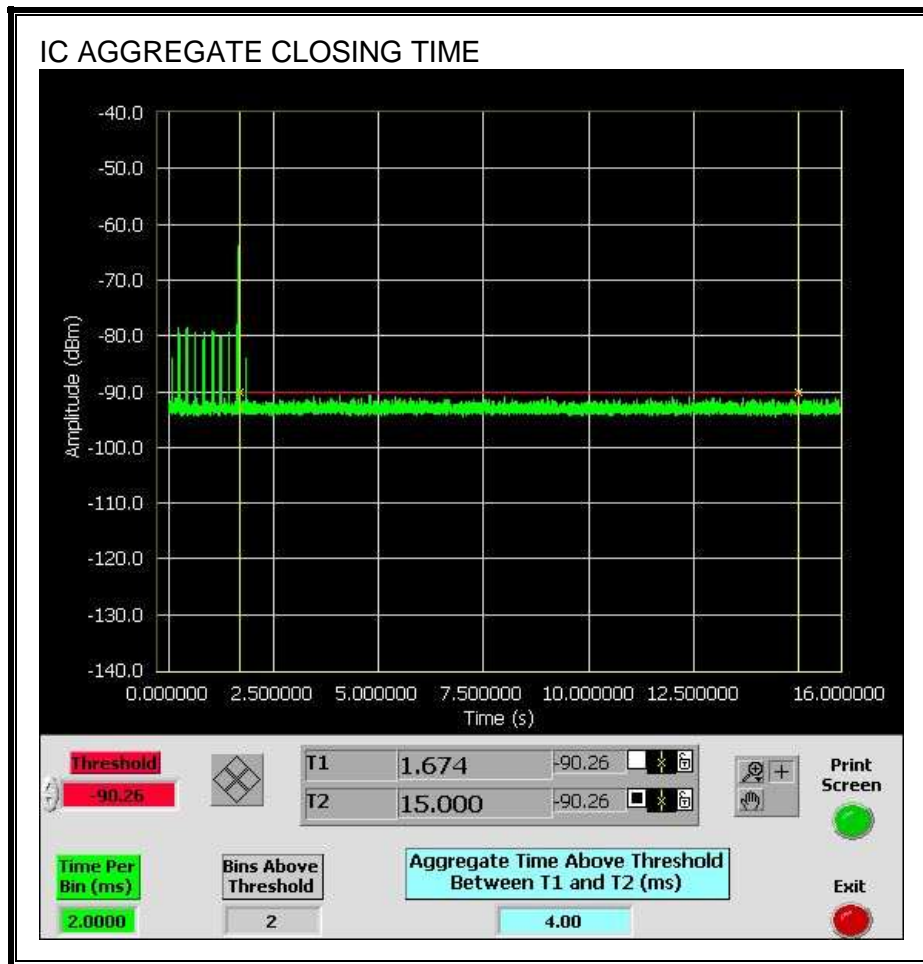 IC AGGREGATE CLOSING TIME
-40.0
-50.0
-60.0
-70.0
-80.0
-90.0
-100.0
-110.0
-120.0
-130.0
-140.0
Amplitude (dBm)
0.000000 2.500000 5.000000 7.500000 10.000000 12.500000 16.000000
Time (s)
Threshold
-90.26
T1 1.674 -90.26
T2 15.000 -90.26
Print
Screen
Time Per
Bin (ms)
2.0000
Bins Above
Threshold
2
Aggregate Time Above Threshold
Between T1 and T2 (ms)
4.00
Exit